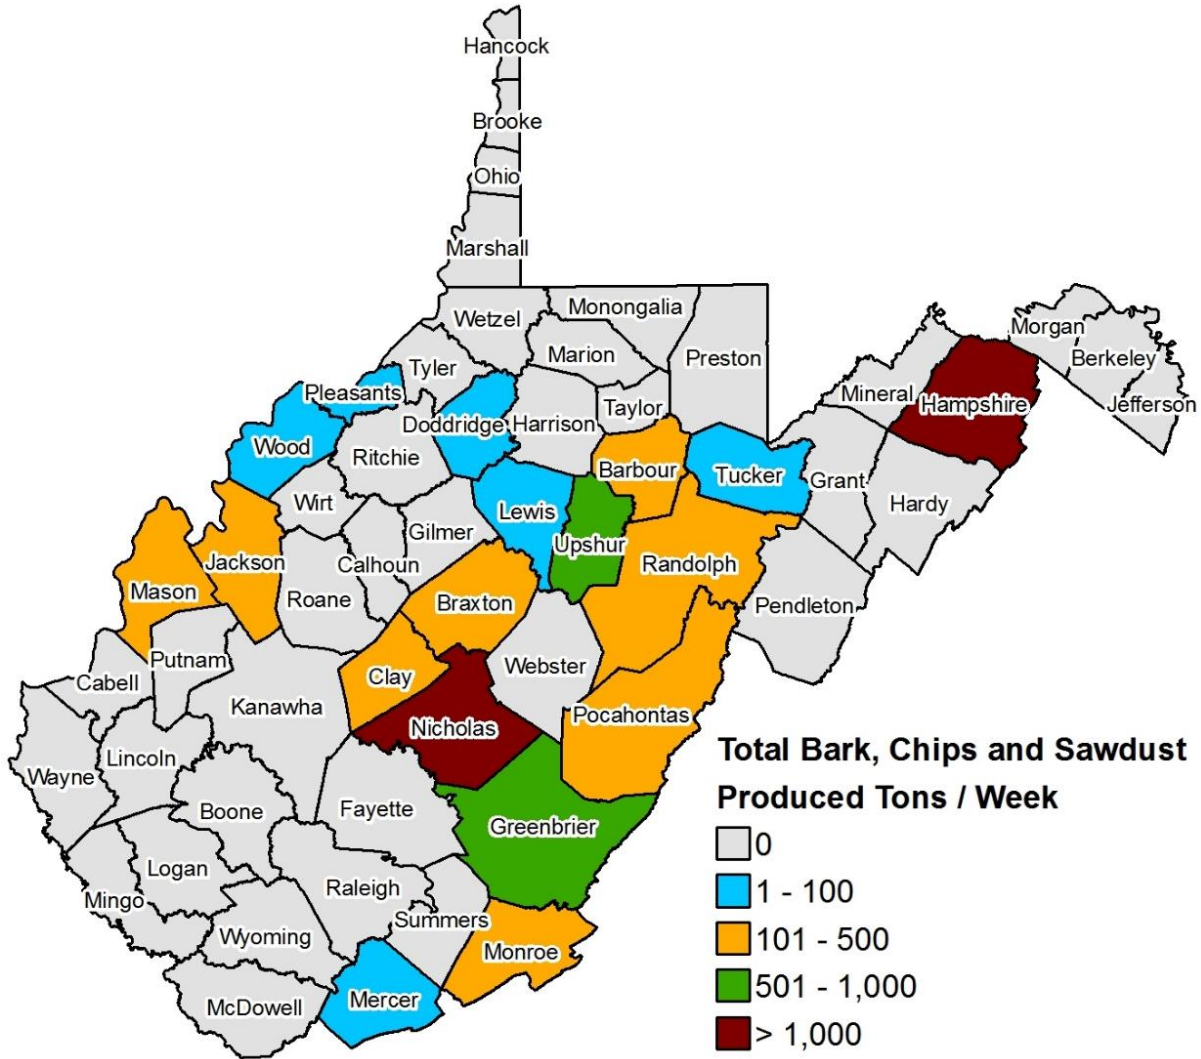 Hancock
Brooke
Ohio
Marshall
Wetzel
Monongalia
Marion
Preston
Tyler
Morgan
Berkeley
Jefferson
Mineral
Hampshire
Pleasants
Doddridge
Harrison
Taylor
Wood
Ritchie
Barbour
Tucker
Grant
Hardy
Wirt
Lewis
Gilmer
Upshur
Calhoun
Jackson
Randolph
Mason
Roane
Braxton
Pendleton
Putnam
Webster
Clay
Cabell
Kanawha
Nicholas
Pocahontas
Lincoln
Wayne
Boone
Fayette
Greenbrier
Logan
Mingo
Raleigh
Summers
Wyoming
Monroe
Mercer
McDowell
Total Bark, Chips and Sawdust
Produced Tons / Week
0
1 - 100
101 - 500
501 - 1,000
> 1,000